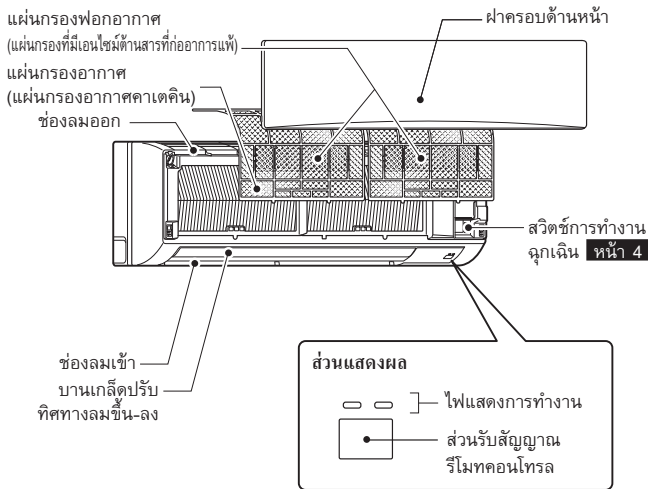 แผ่นกรองฟอกอากาศ
(แผ่นกรองที่มีเอนไซม์ต้านสารที่ก่ออาการแพ้)
แผ่นกรองอากาศ
(แผ่นกรองอากาศคาเตคิน)
ช่องลมออก
ฝาครอบด้านหน้า
สวิตช์การทำงาน
ฉุกเฉิน หน้า 4
ช่องลมเข้า
บานเกล็ดปรับ
ทิศทางลมขึ้น-ลง
ส่วนแสดงผล
ไฟแสดงการทำงาน
ส่วนรับสัญญาณ
รีโมทคอนโทรล